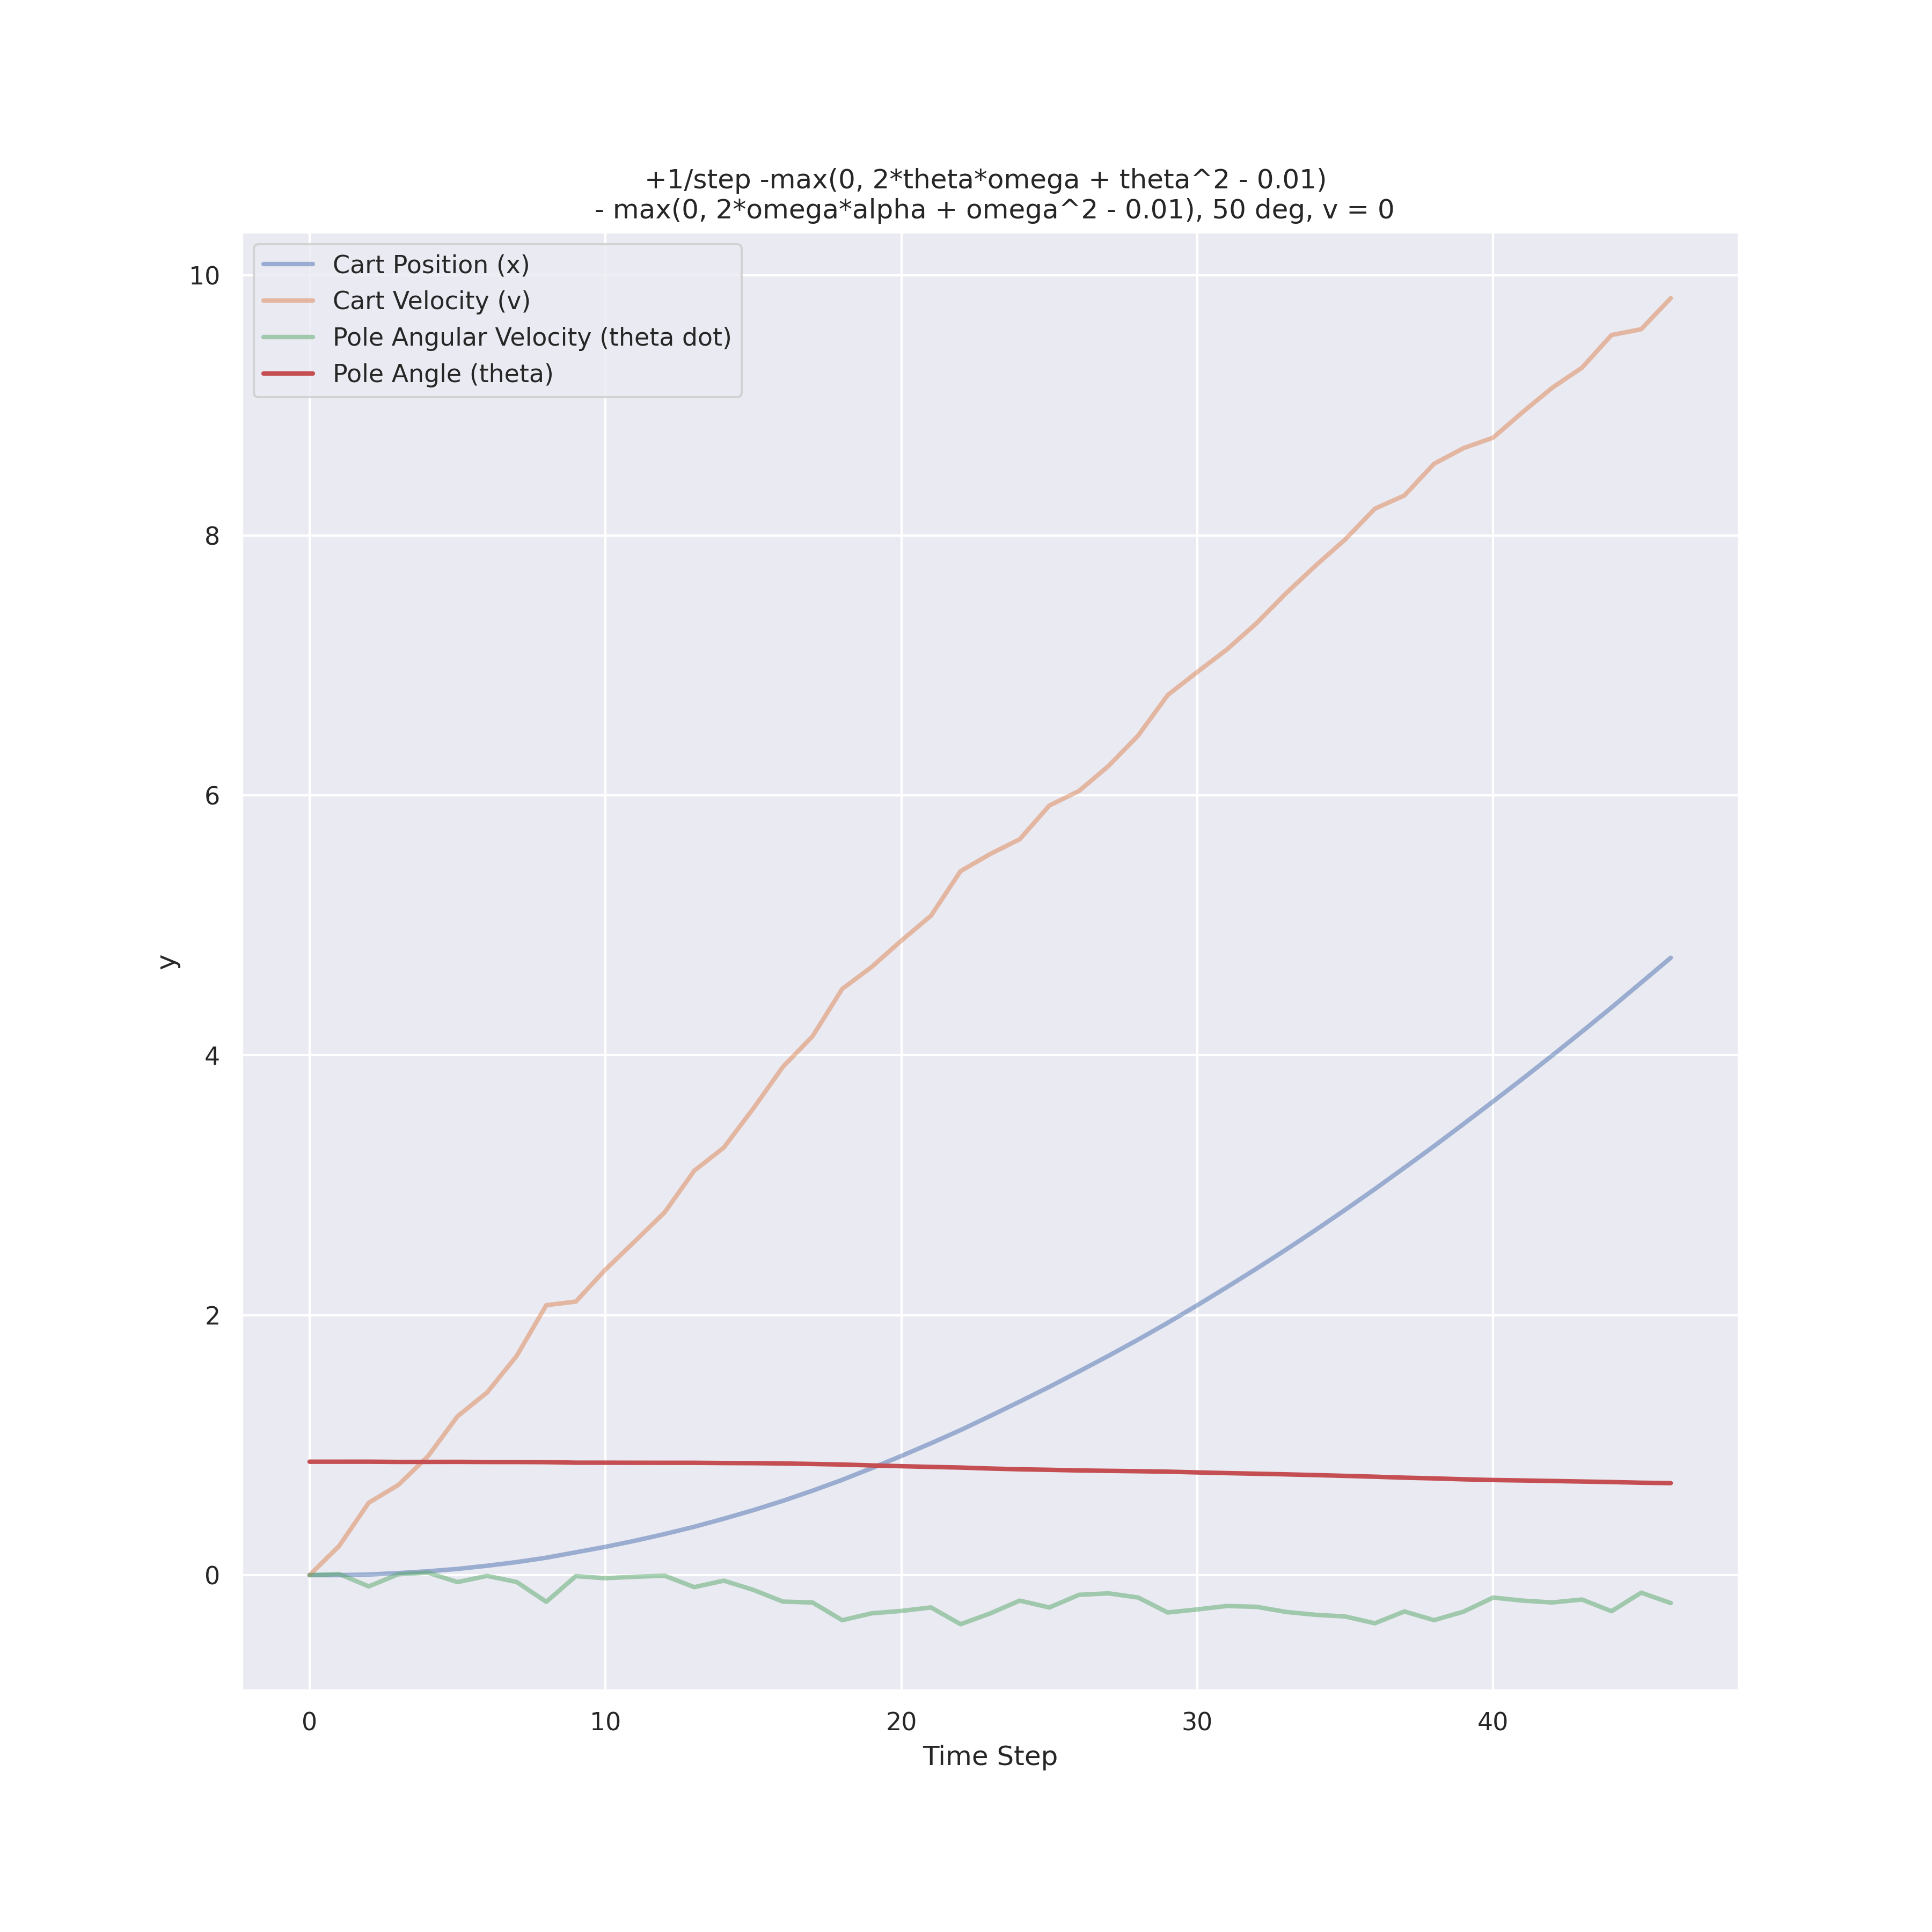 +1/step -max(0, 2*theta*omega + theta^2 - 0.01)
- max(0, 2*omega*alpha + omega^2 - 0.01), 50 deg, v = 0
Cart Position (x)
Cart Velocity (v)
Pole Angular Velocity (theta dot)
Pole Angle (theta)
10
8
6
4
2
0
y
0 10 20 30 40
Time Step